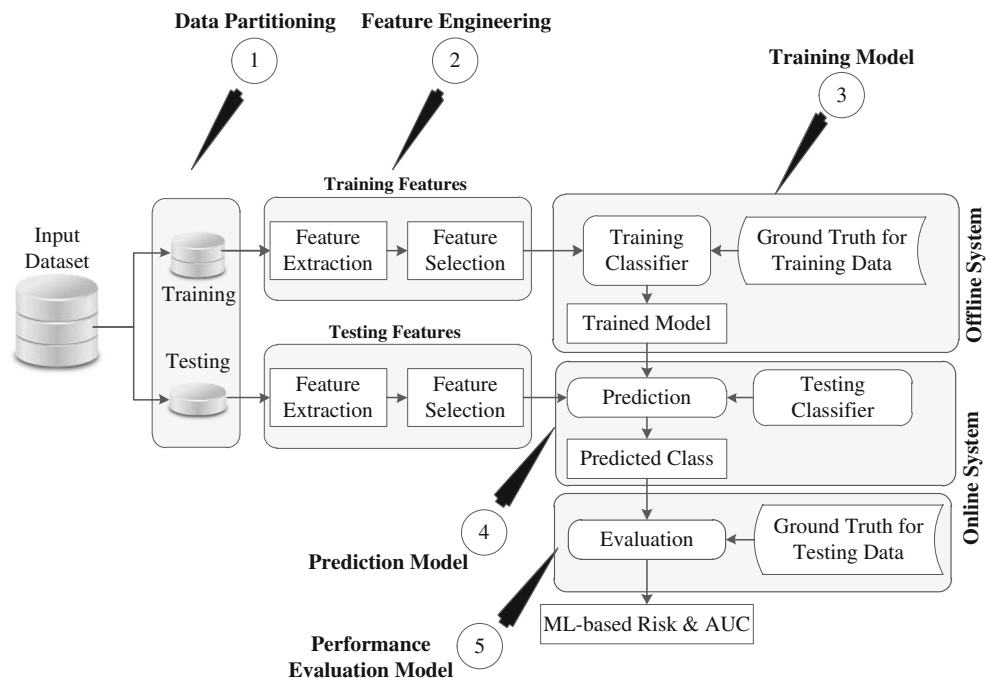 Data Partitioning
1
Feature Engineering
2
Training Model
3
Input
Dataset
Training
Testing
Training Features
Feature
Extraction
Feature
Selection
Testing Features
Feature
Extraction
Feature
Selection
Training
Classifier
Ground Truth for
Training Data
Trained Model
Offline System
Prediction
Testing
Classifier
Predicted Class
Online System
4
Prediction Model
Evaluation
Ground Truth for
Testing Data
ML-based Risk & AUC
5
Performance
Evaluation Model